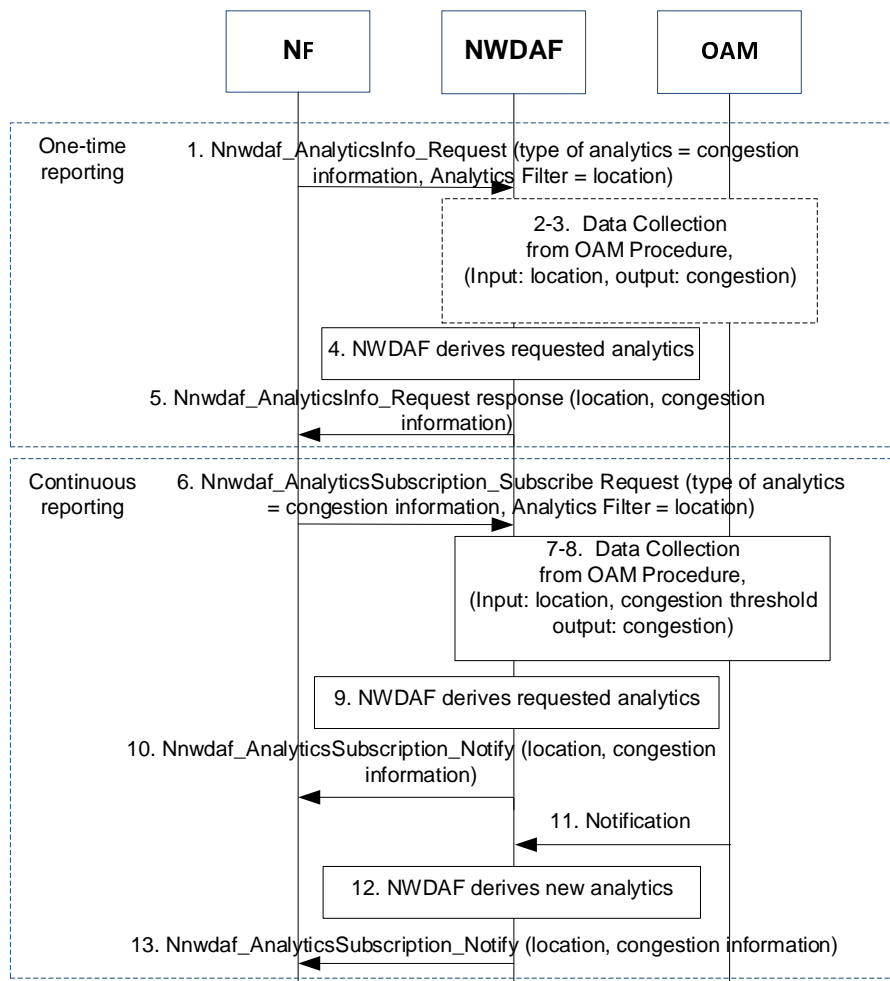 NF
NWDAF
OAM
One-time
reporting
1. Nnwdaf_AnalyticsInfo_Request (type of analytics = congestion
information, Analytics Filter = location)
2-3. Data Collection
from OAM Procedure,
(Input: location, output: congestion)
4. NWDAF derives requested analytics
5. Nnwdaf_AnalyticsInfo_Request response (location, congestion
information)
Continuous
reporting
6. Nnwdaf_AnalyticsSubscription_Subscribe Request (type of analytics
= congestion information, Analytics Filter = location)
7-8. Data Collection
from OAM Procedure,
(Input: location, congestion threshold
output: congestion)
9. NWDAF derives requested analytics
10. Nnwdaf_AnalyticsSubscription_Notify (location, congestion
information)
11. Notification
12. NWDAF derives new analytics
13. Nnwdaf_AnalyticsSubscription_Notify (location, congestion information)